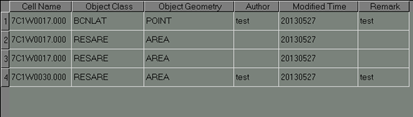 Cell Name Object Class Object Geometry Author Modified Time Remark
1 7C1W0017.000 BCNLAT POINT test 20130527 test
2 7C1W0017.000 RESARE AREA 20130527
3 7C1W0017.000 RESARE AREA 20130527
4 7C1W0030.000 RESARE AREA test 20130527 test